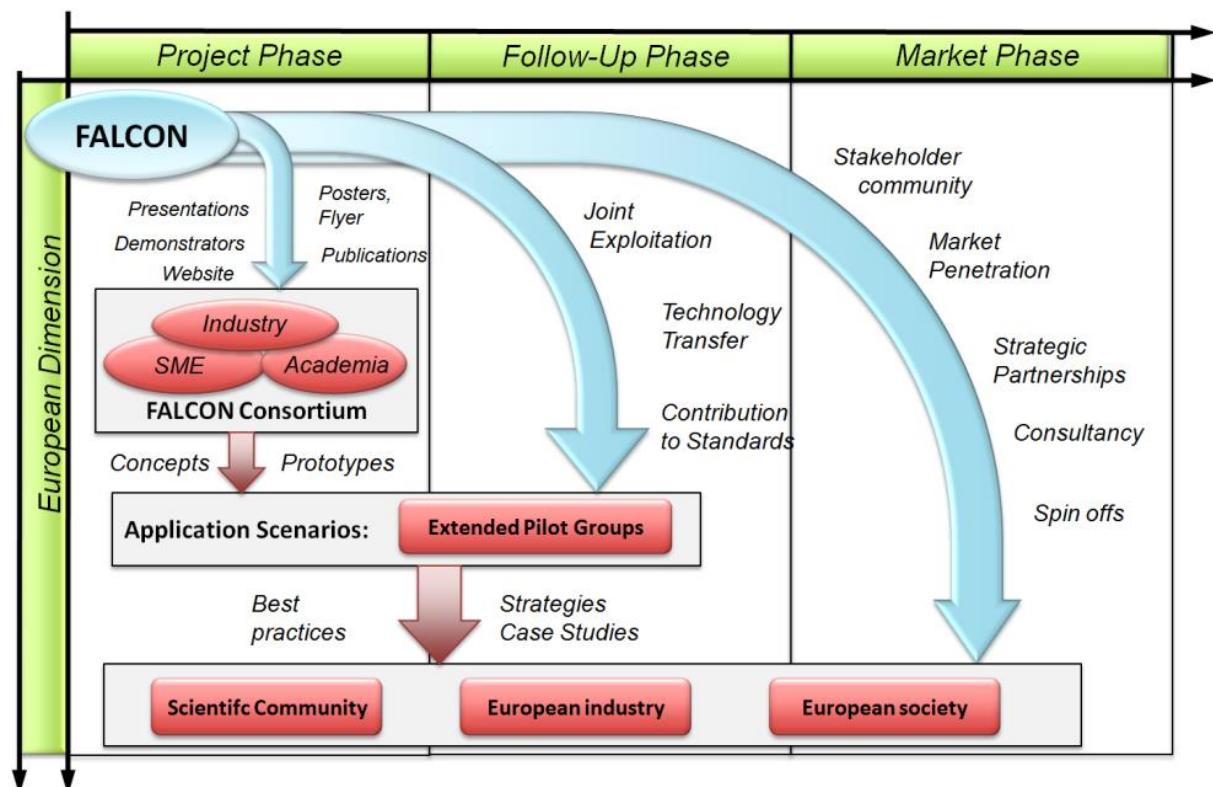 Project Phase
Follow-Up Phase
Market Phase
European Dimension
FALCON
Presentations
Demonstrators
Website
Posters,
Flyer
Publications
Joint
Exploitation
Technology
Transfer
Contribution
to Standards
Stakeholder
community
Market
Penetration
Strategic
Partnerships
Consultancy
Spin offs
Industry
SME
Academia
FALCON Consortium
Concepts
Prototypes
Application Scenarios:
Extended Pilot Groups
Best
practices
Strategies
Case Studies
Scientifc Community
European industry
European society